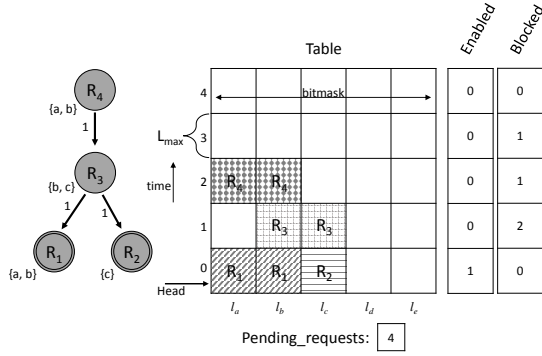 Table
Enabled
Blocked
R4
{a, b}
1
R3
{b, c}
1
1
R1
{a, b}
R2
{c}
Lmax
time
Head
4
bitmask
0
0
3
0
1
2
R4
R4
0
1
1
R3
R3
0
2
0
R1
R1
R2
1
0
la
lb
lc
ld
le
Pending_requests: 4